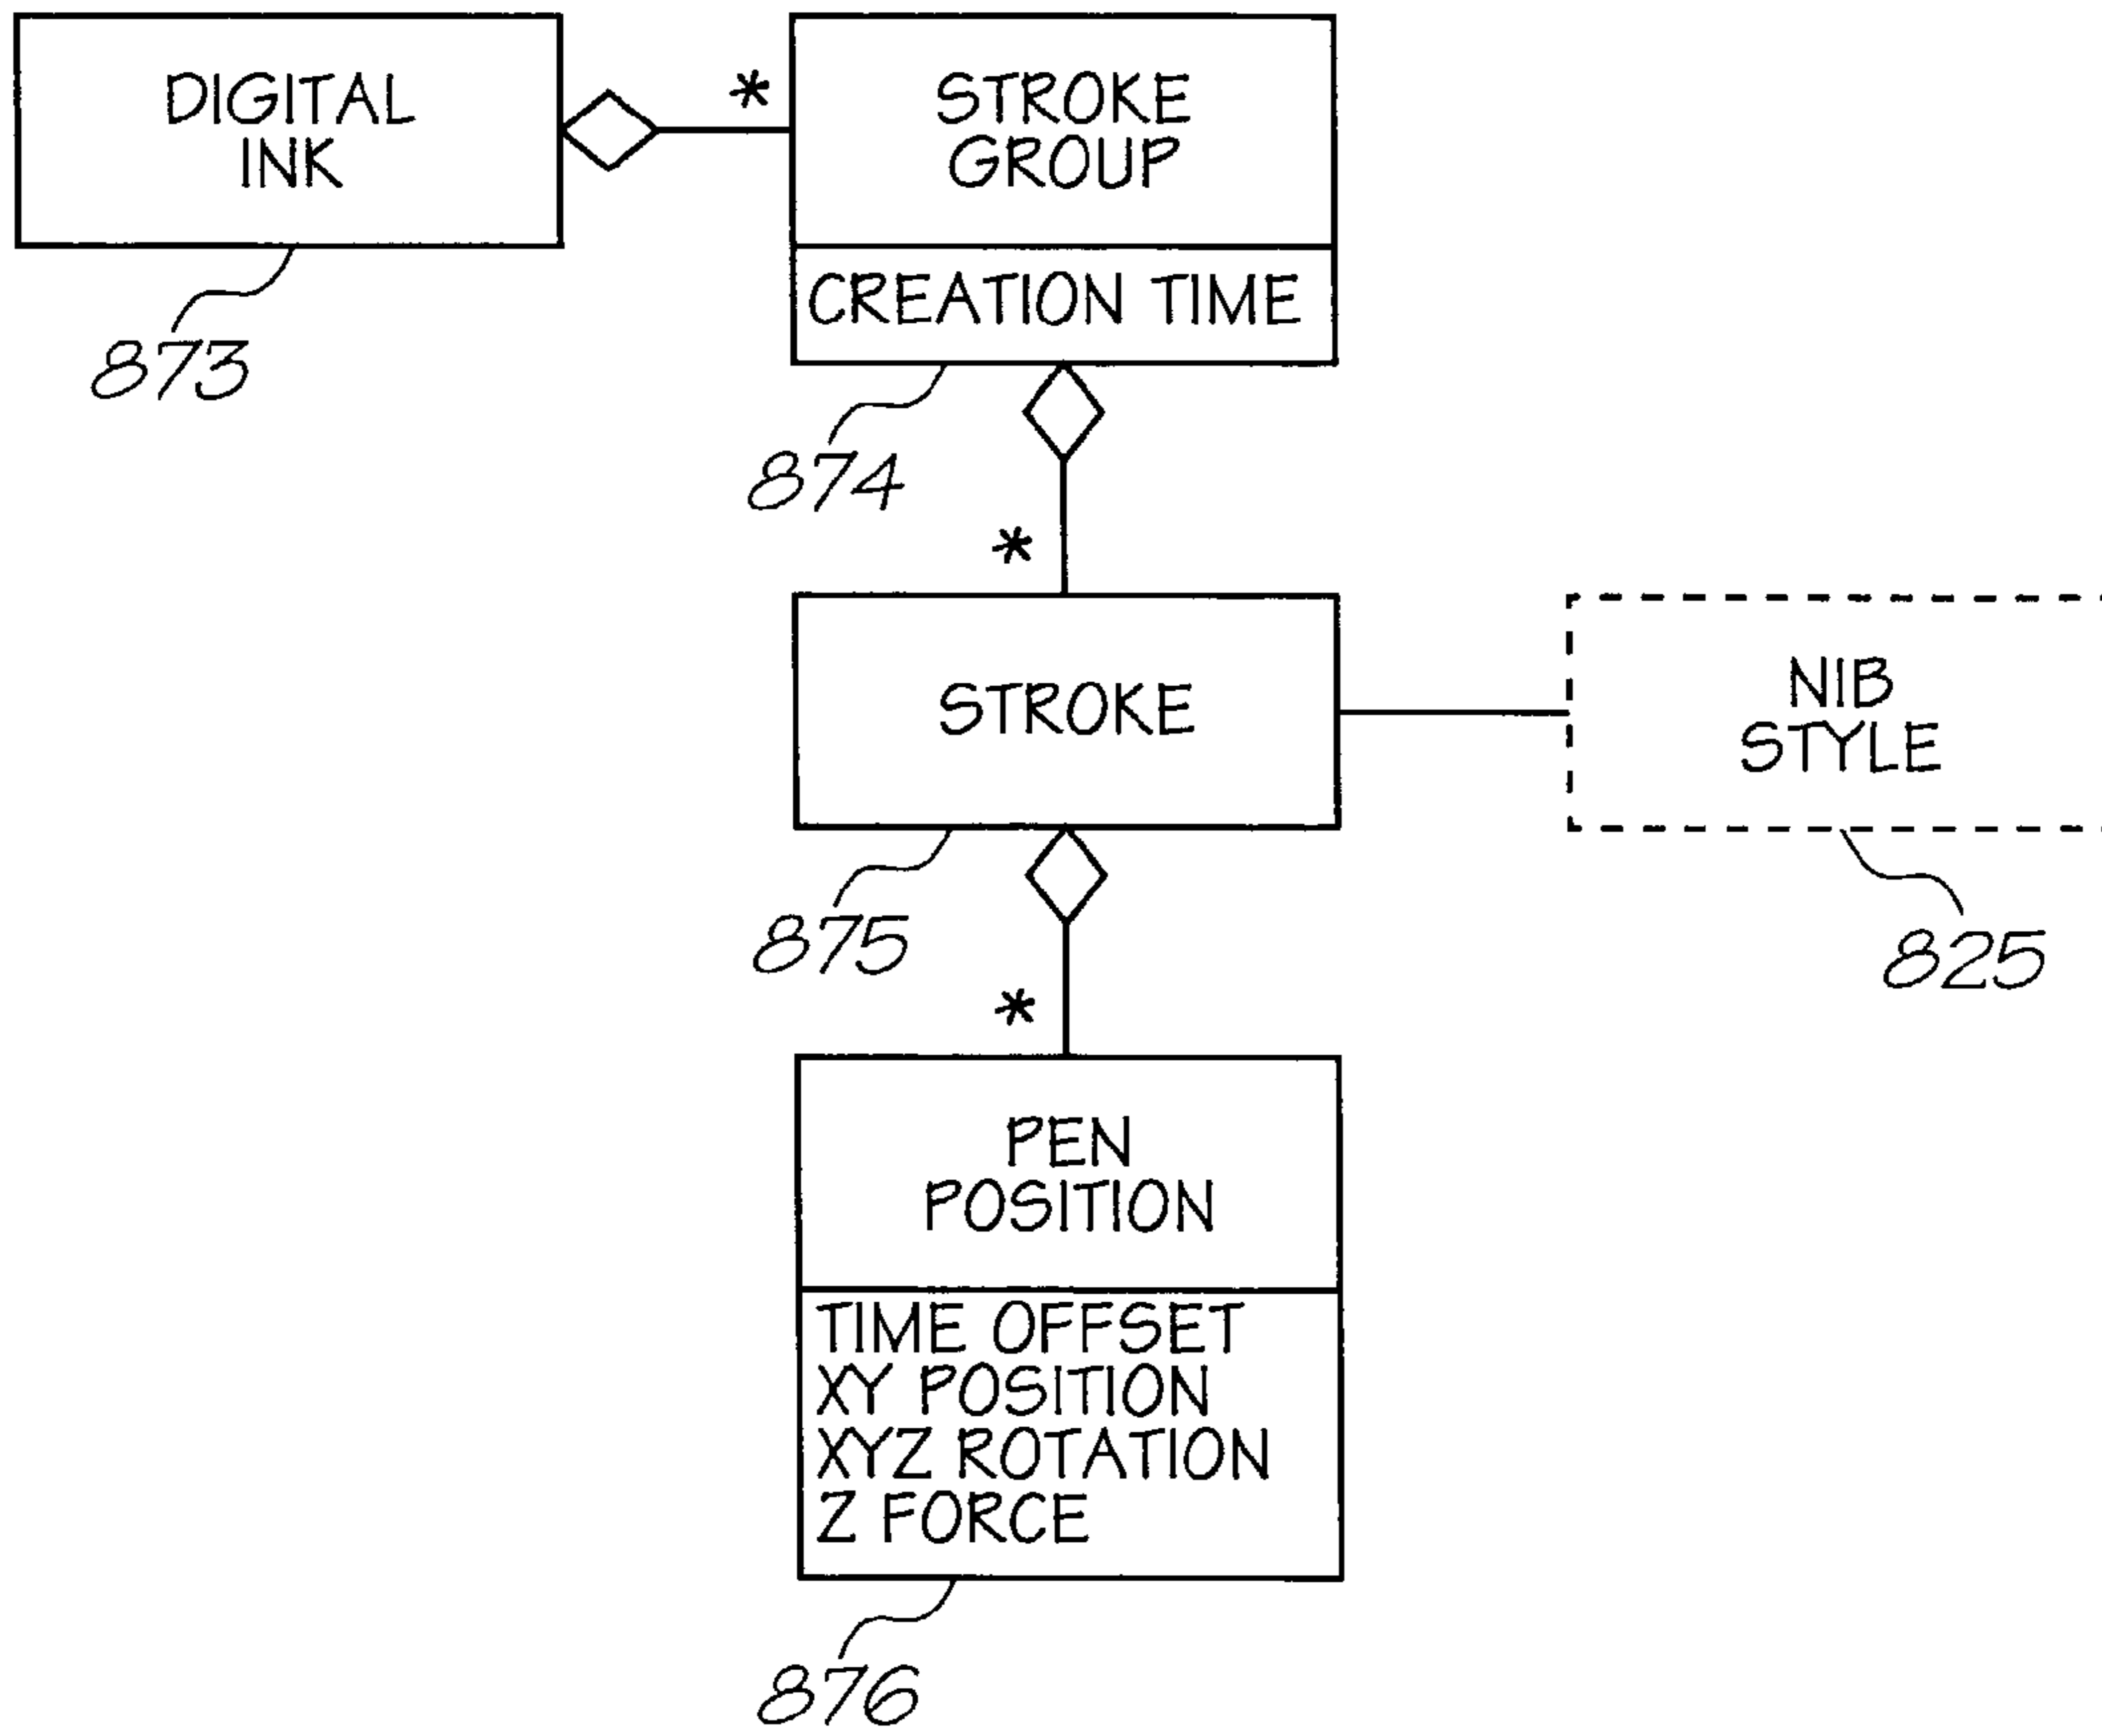 DIGITAL
INK
873
*
STROKE
GROUP
CREATION TIME
874
*
STROKE
875
NIB
STYLE
825
*
PEN
POSITION
TIME OFFSET
XY POSITION
XYZ ROTATION
Z FORCE
876